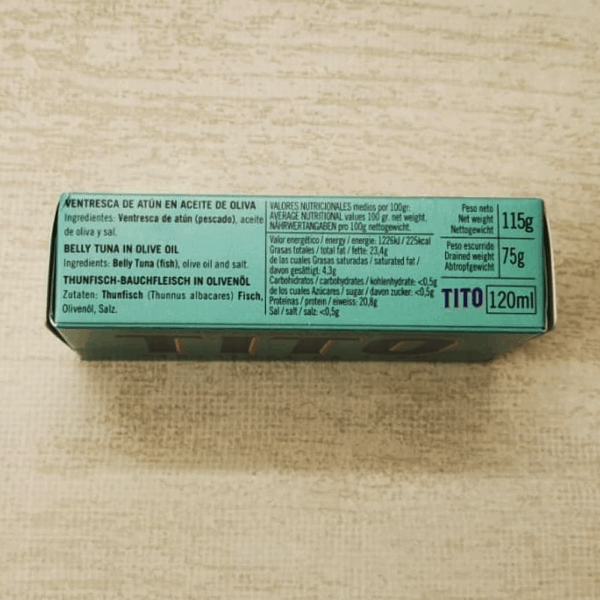 VENTRESCA DE ATÚN EN ACEITE DE OLIVA
Ingredientes: Ventresca de atún (pescado), aceite
de oliva y sal.
BELLY TUNA IN OLIVE OIL
Ingredients: Belly Tuna (fish), olive oil and salt.
THUNFISCH-BAUCHFLEISCH IN OLIVENÖL
Zutaten: Thunfisch (Thunnus albacares) Fisch,
Olivenöl, Salz.
VALORES NUTRICIONALES medios por 100gr:
AVERAGE NUTRITIONAL values 100 gr. net weight.
NÄHRWERTANGABEN pro 100g nettogewicht.
Valor energético / energy / energie: 1226kJ / 225kcal
Grasas totales / total fat / fette: 23,4g
de las cuales Grasas saturadas / saturated fat /
davon gesättigt: 4,3g
Carbohidratos / carbohydrates / kohlenhydrate: <0,5g
de los cuales Azúcares / sugar / davon zucker: <0,5g
Proteínas / protein / eiweiss: 20,8g
Sal / salt / salz: <0,5g
Peso neto
Net weight
Nettogewicht
115g
Peso escurrido
Drained weight
Abtropfgewicht
75g
TITO 120ml
TITO